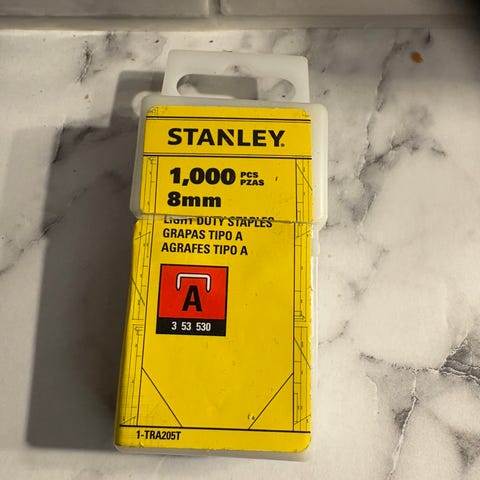 STANLEY.
1,000 PCS
PZAS
8mm
LIGHT DUTY STAPLES
GRAPAS TIPO A
AGRAFES TIPO A
A
3 53 530
1-TRA205T